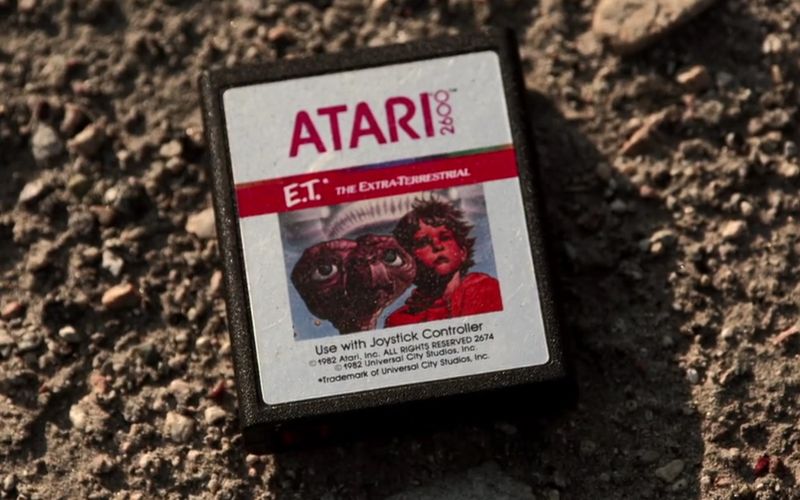 ATARI 2600™
E.T.* THE EXTRA-TERRESTRIAL
Use with Joystick Controller
©1982 Atari, Inc. ALL RIGHTS RESERVED 2674
©1982 Universal City Studios, Inc.
*Trademark of Universal City Studios, Inc.